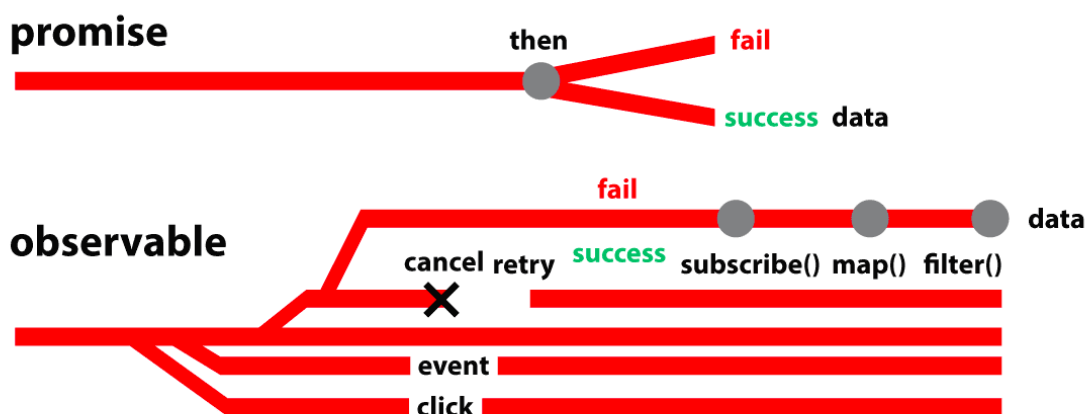 promise
then
fail
success data
fail
observable
data
success
cancel retry
subscribe() map() filter()
event
click